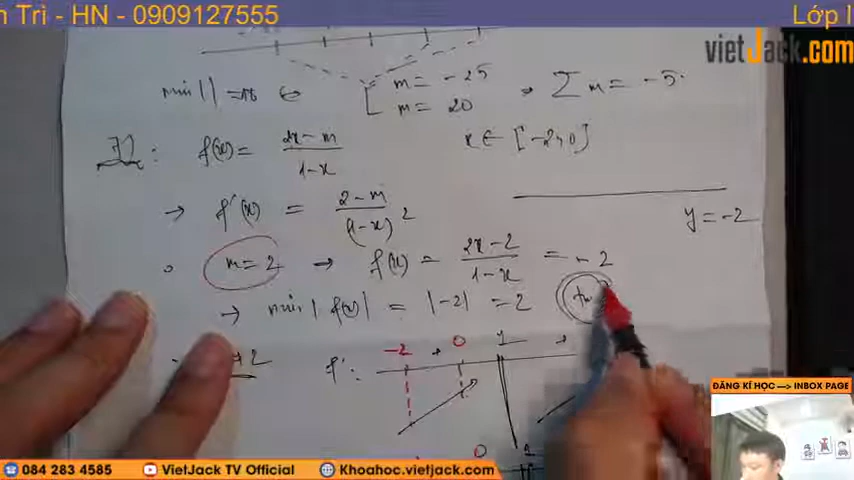 n Trì - HN - 0909127555
Lớp l
vietJack.com
m = -25
m = 20
→ ∑ m = -5
f(x) = 2x - m / 1 - x
x ∈ [-2; 0]
→ f'(x) = 2 - m / (1 - x)2
y = -2
m = 2 → f(x) = 2x - 2 / 1 - x = -2
→ min | f(x) | = |-2| = 2
f':
-2 + 0 1 +
0 1
ĐĂNG KÍ HỌC ---> INBOX PAGE
084 283 4585
VietJack TV Official
Khoahoc.vietjack.com